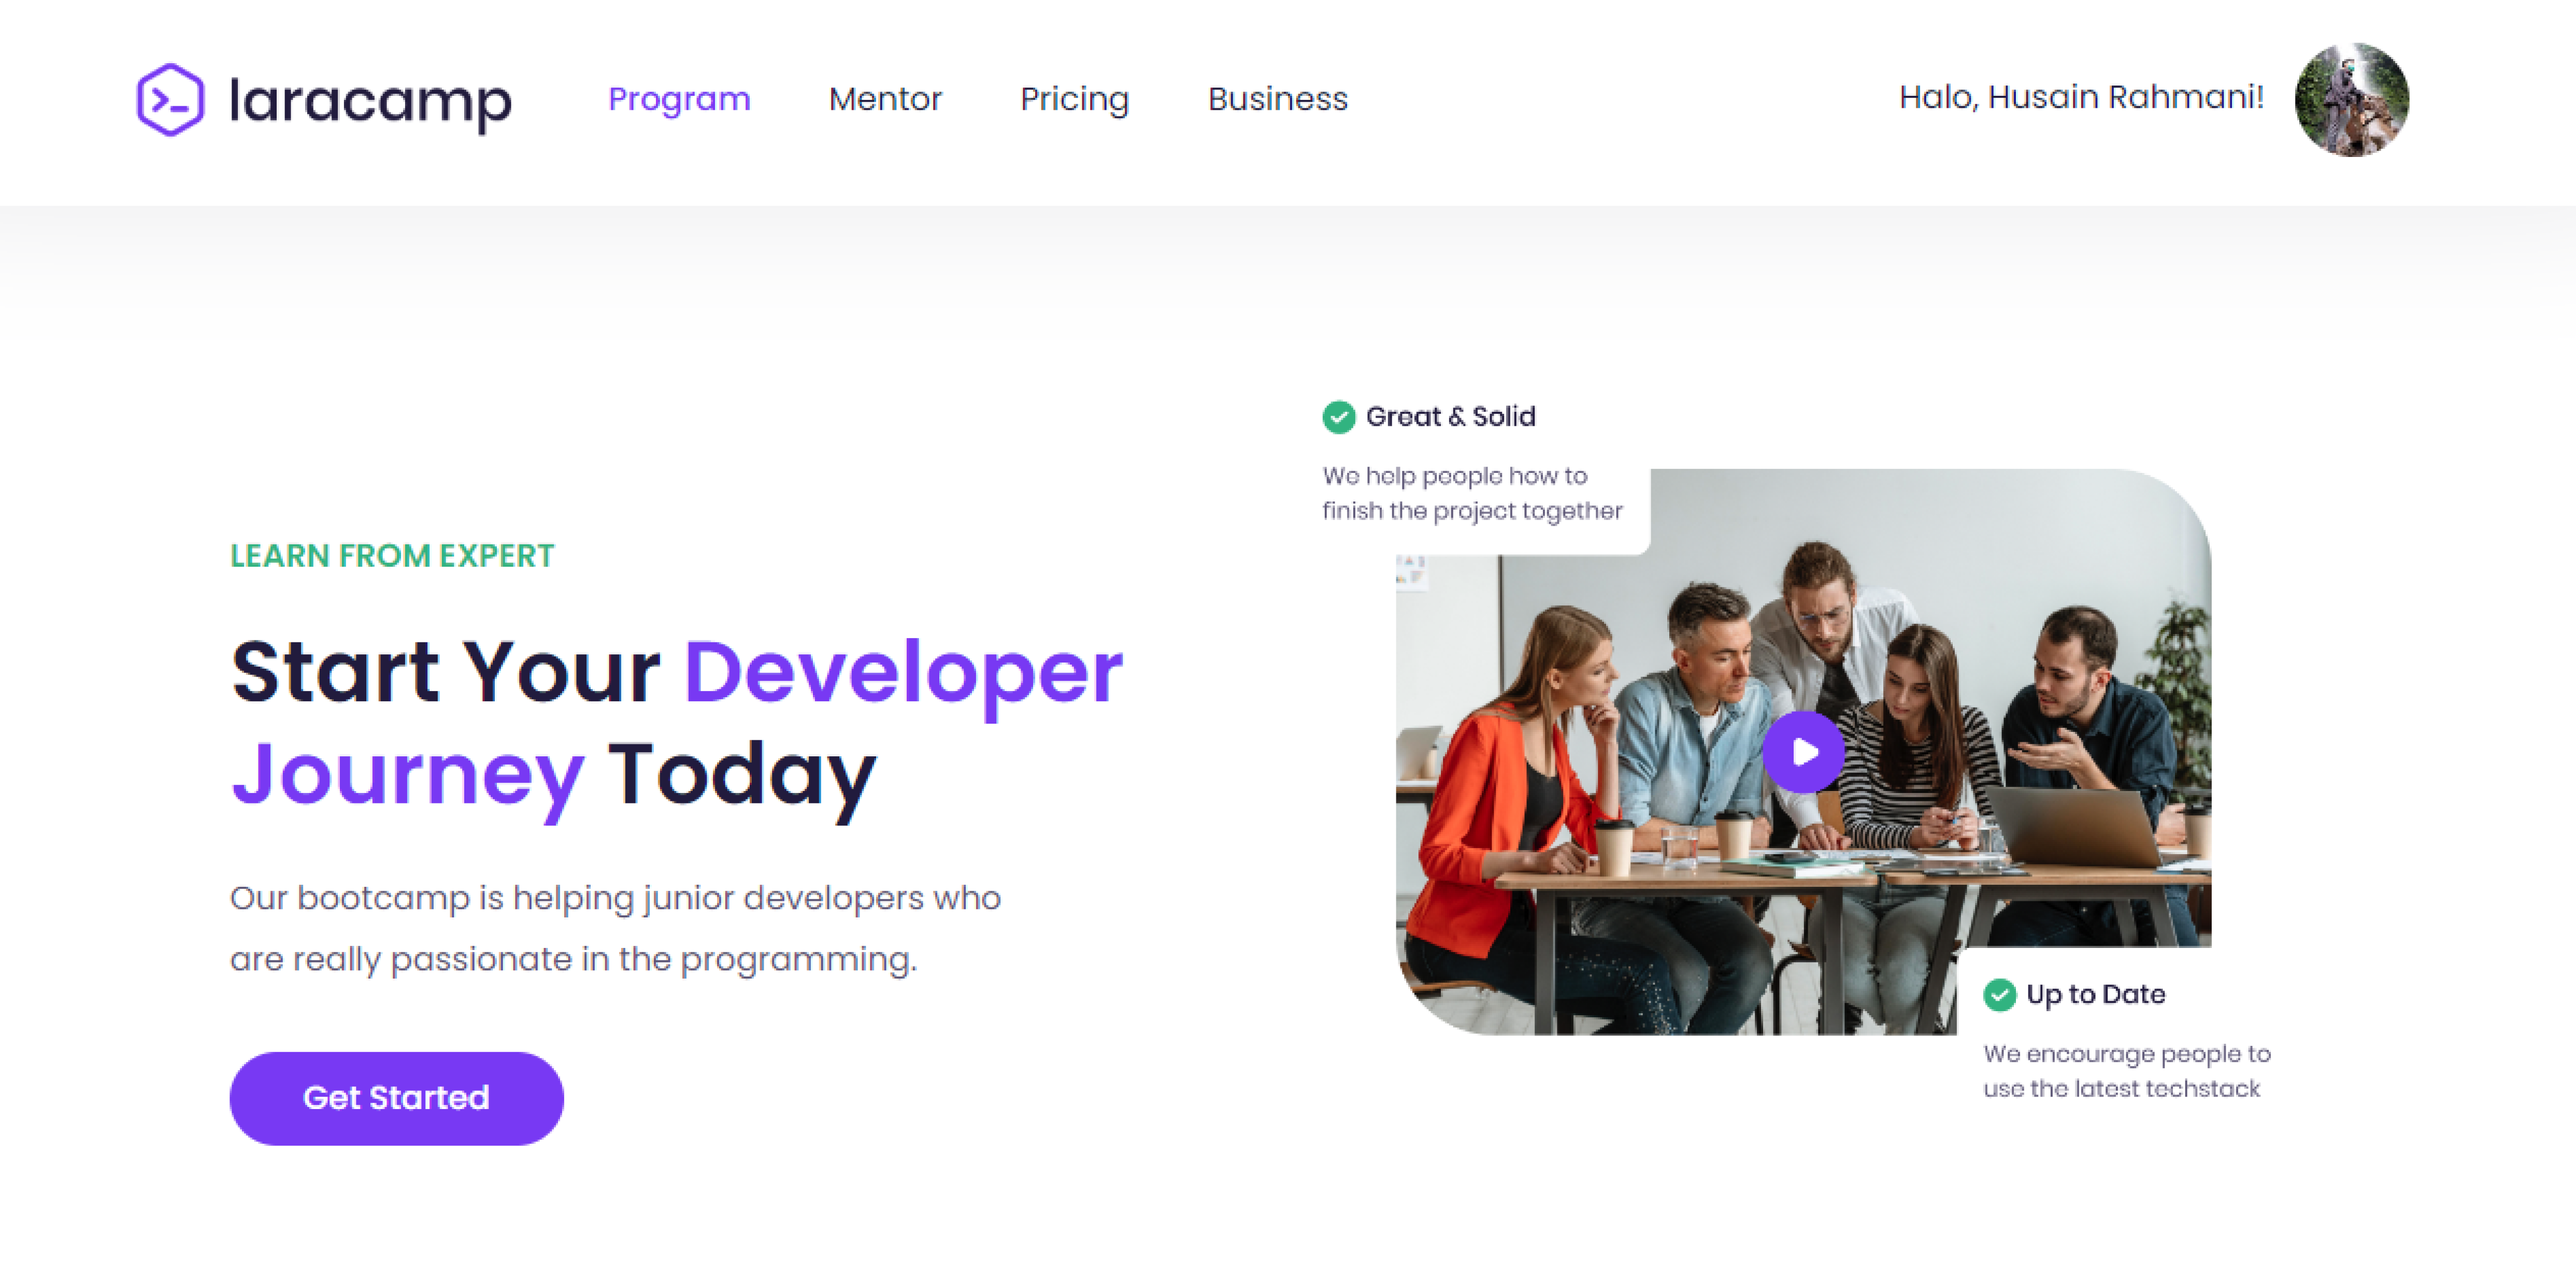 laracamp
Program
Mentor
Pricing
Business
Halo, Husain Rahmani!
LEARN FROM EXPERT
Start Your Developer
Journey Today
Our bootcamp is helping junior developers who
are really passionate in the programming.
Get Started
Great & Solid
We help people how to
finish the project together
Up to Date
We encourage people to
use the latest techstack